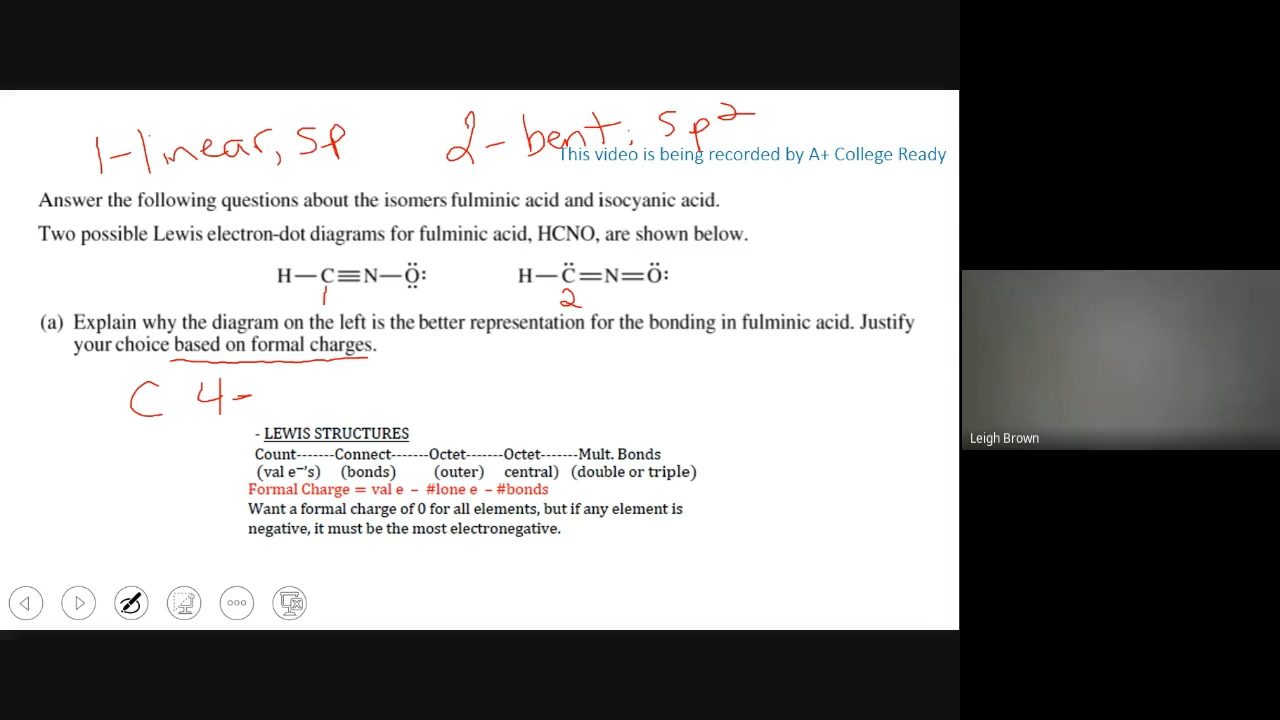 1-linear, sp 2- bent, sp2
This video is being recorded by A+ College Ready
Answer the following questions about the isomers fulminic acid and isocyanic acid.
Two possible Lewis electron-dot diagrams for fulminic acid, HCNO, are shown below.
H—C≡N—Ö: H—C̈=N=Ö:
1 2
(a) Explain why the diagram on the left is the better representation for the bonding in fulminic acid. Justify
your choice based on formal charges.
C 4-
- LEWIS STRUCTURES
Count-------Connect-------Octet-------Octet-------Mult. Bonds
(val e⁻'s) (bonds) (outer) central) (double or triple)
Formal Charge = val e – #lone e – #bonds
Want a formal charge of 0 for all elements, but if any element is
negative, it must be the most electronegative.
Leigh Brown